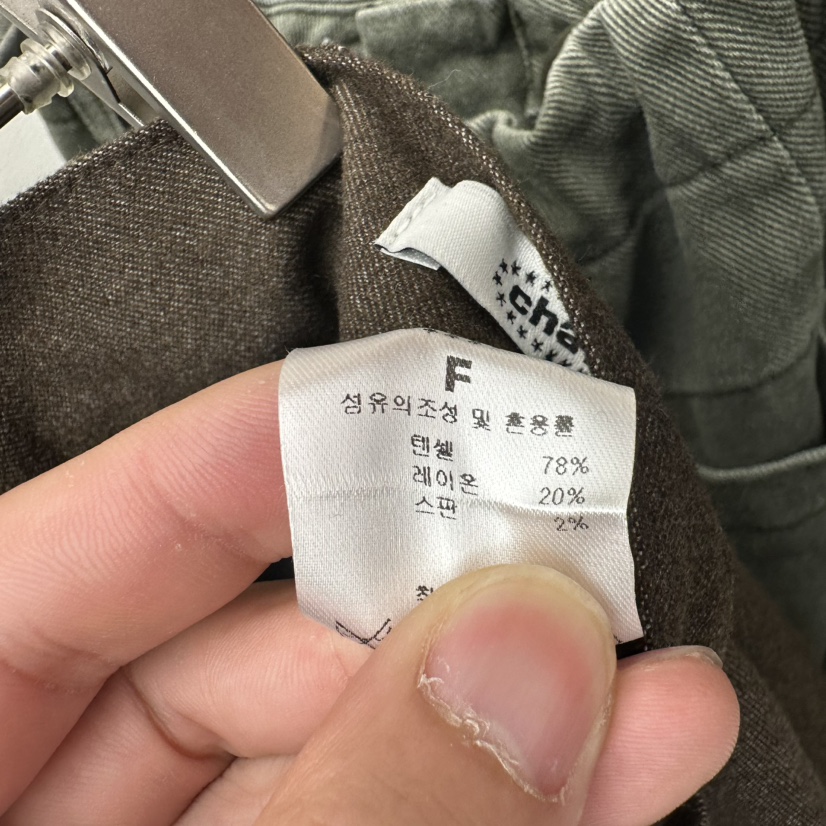 cha
F
섬유의조성 및 혼용률
텐셀 78%
레이온 20%
스판 2%